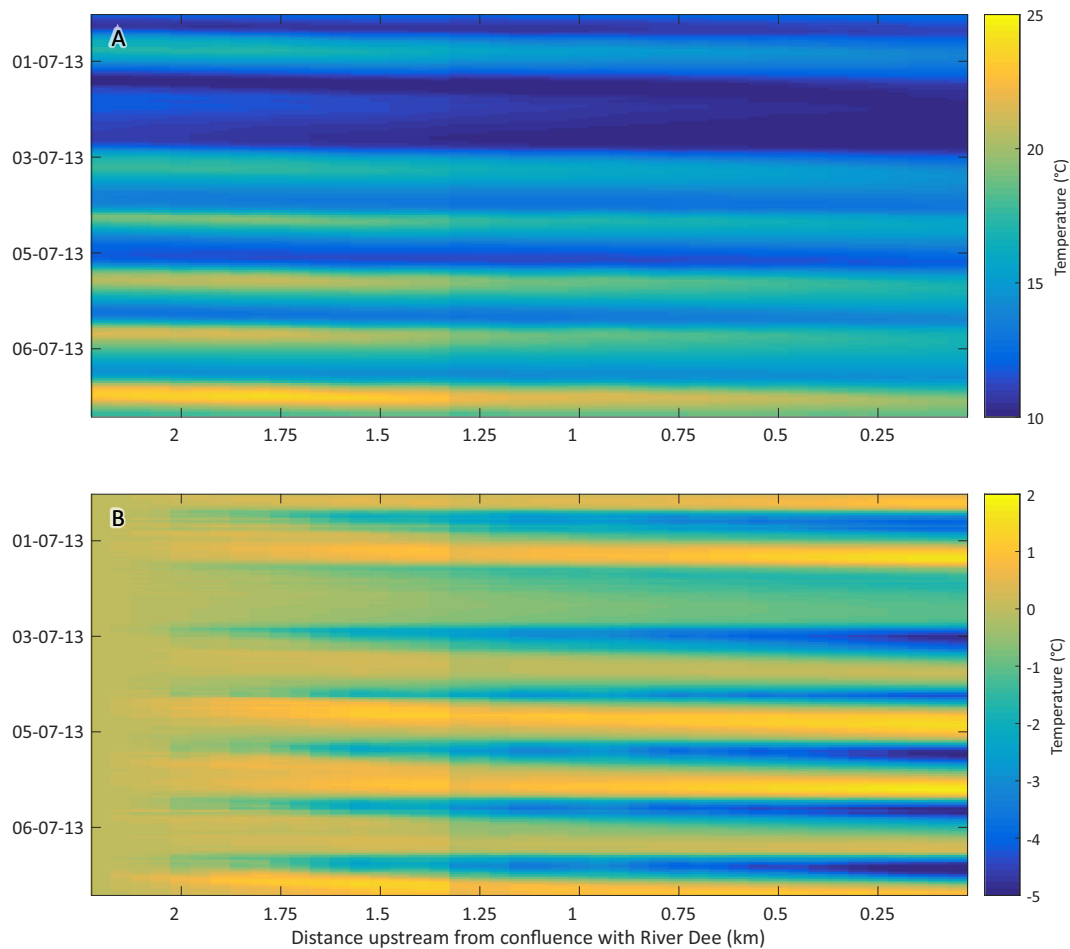 A
01-07-13
03-07-13
05-07-13
06-07-13
2 1.75 1.5 1.25 1 0.75 0.5 0.25
25
20
15
10
Temperature (°C)
B
01-07-13
03-07-13
05-07-13
06-07-13
2 1.75 1.5 1.25 1 0.75 0.5 0.25
Distance upstream from confluence with River Dee (km)
2
1
0
-1
-2
-3
-4
-5
Temperature (°C)